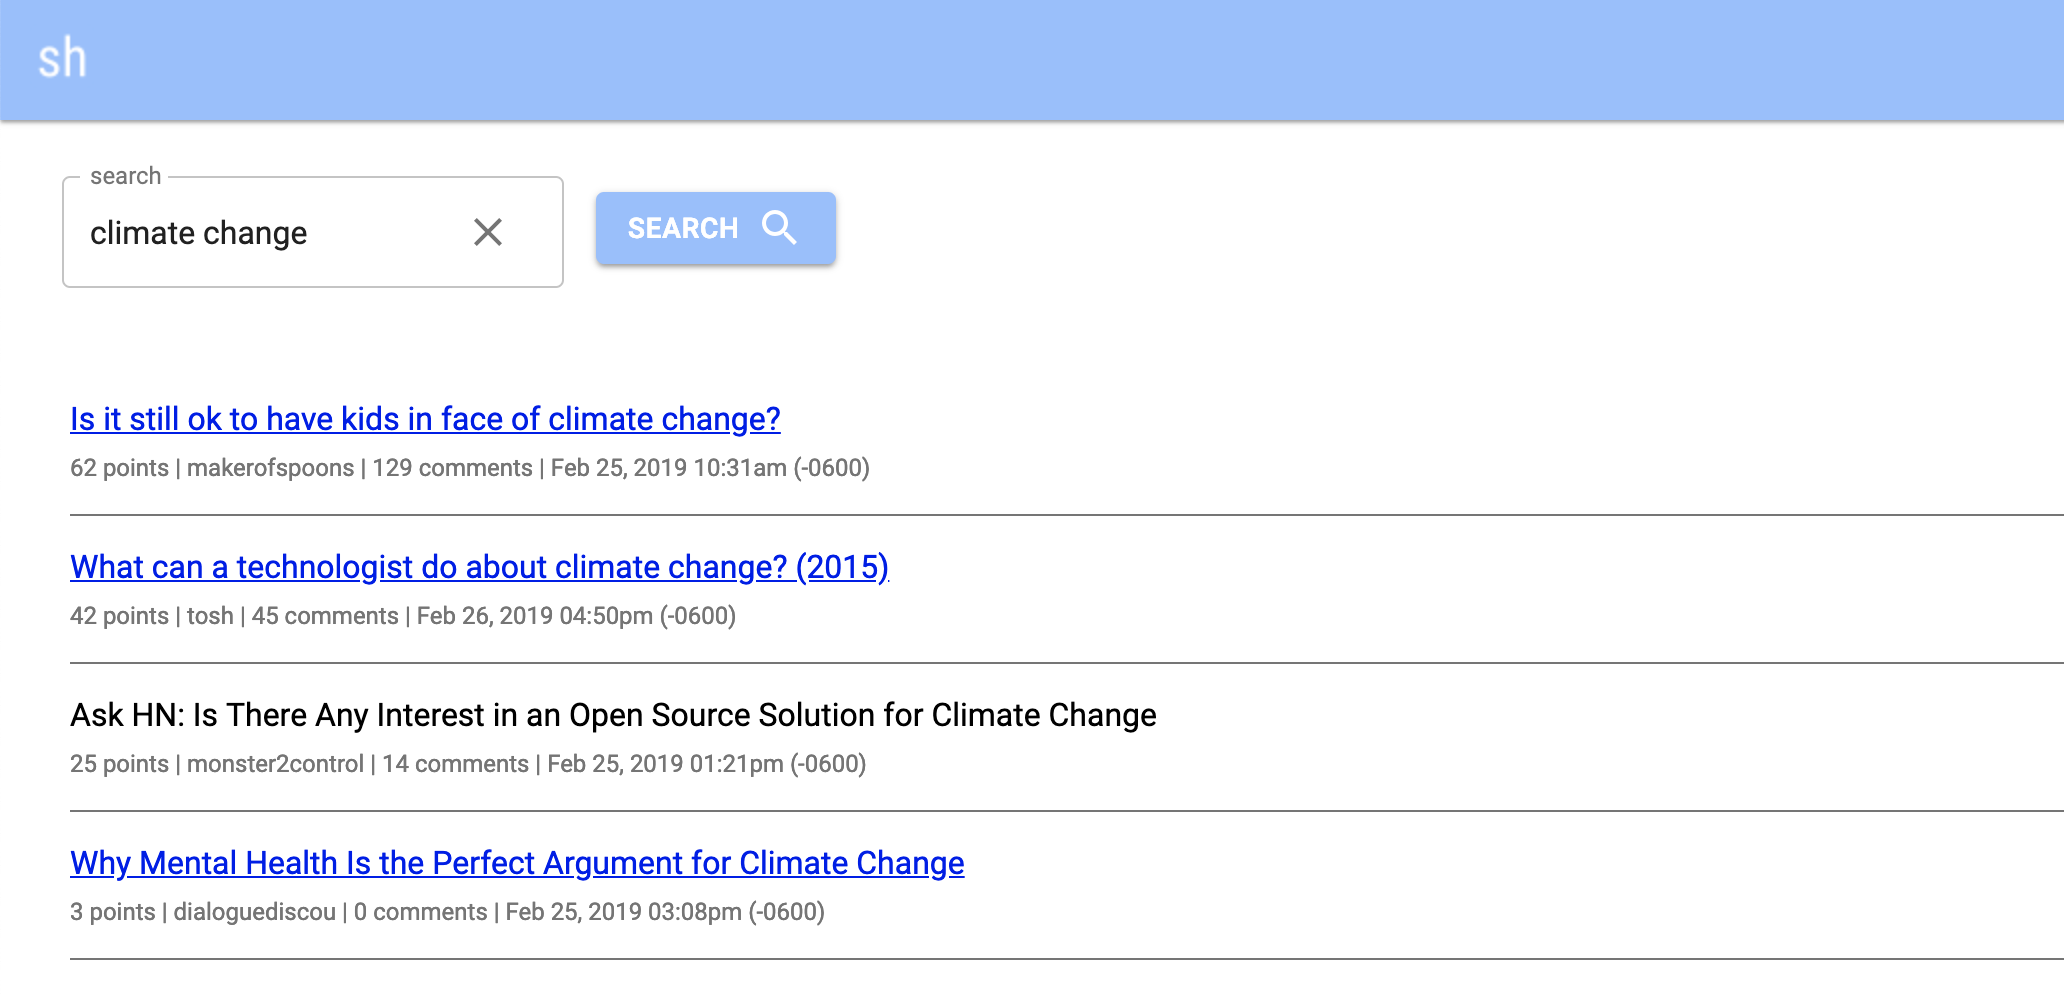 sh
search
climate change
SEARCH
Is it still ok to have kids in face of climate change?
62 points | makerofspoons | 129 comments | Feb 25, 2019 10:31am (-0600)
What can a technologist do about climate change? (2015)
42 points | tosh | 45 comments | Feb 26, 2019 04:50pm (-0600)
Ask HN: Is There Any Interest in an Open Source Solution for Climate Change
25 points | monster2control | 14 comments | Feb 25, 2019 01:21pm (-0600)
Why Mental Health Is the Perfect Argument for Climate Change
3 points | dialoguediscou | 0 comments | Feb 25, 2019 03:08pm (-0600)